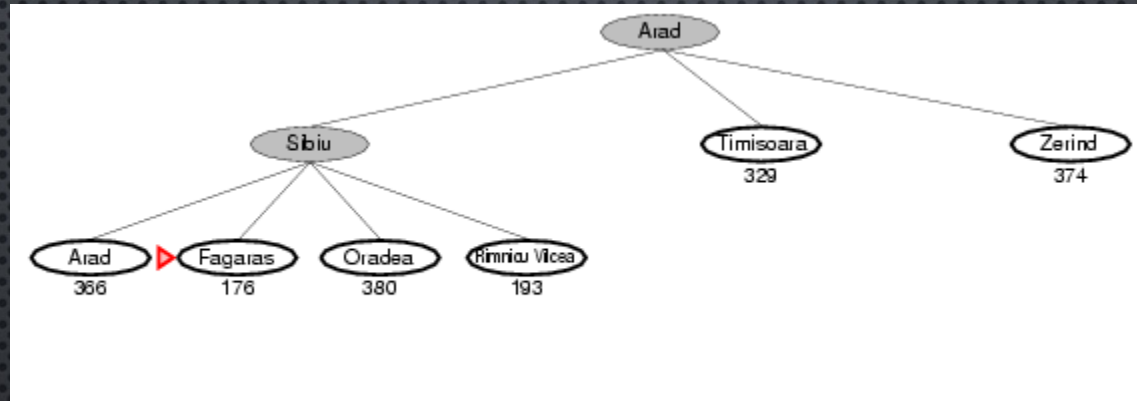 Arad
Sibiu
Timisoara
Zerind
329
374
Arad
Fagaras
Oradea
Rimnicu Vilcea
366
176
380
193